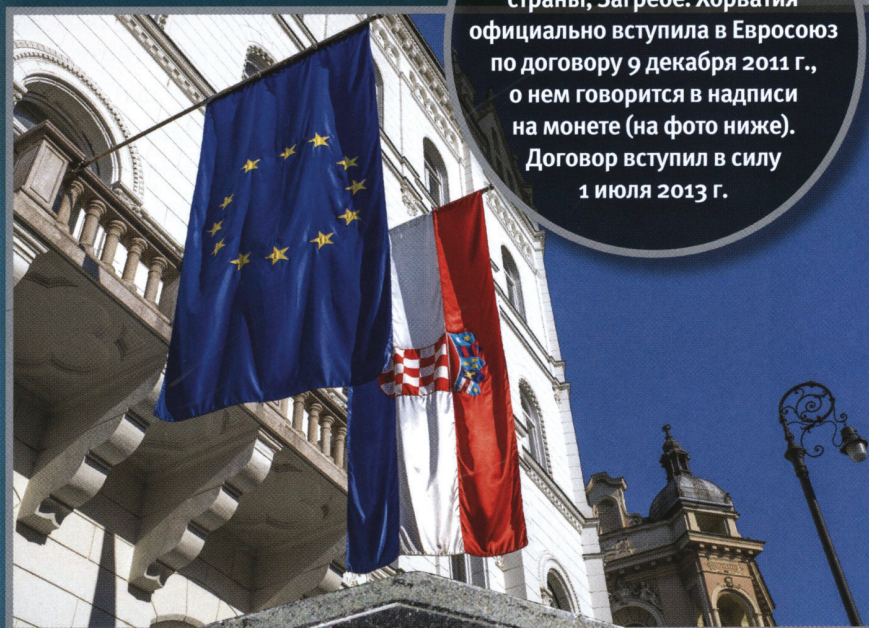 страны, Загребе. Хорватия
официально вступила в Евросоюз
по договору 9 декабря 2011 г.,
о нем говорится в надписи
на монете (на фото ниже).
Договор вступил в силу
1 июля 2013 г.